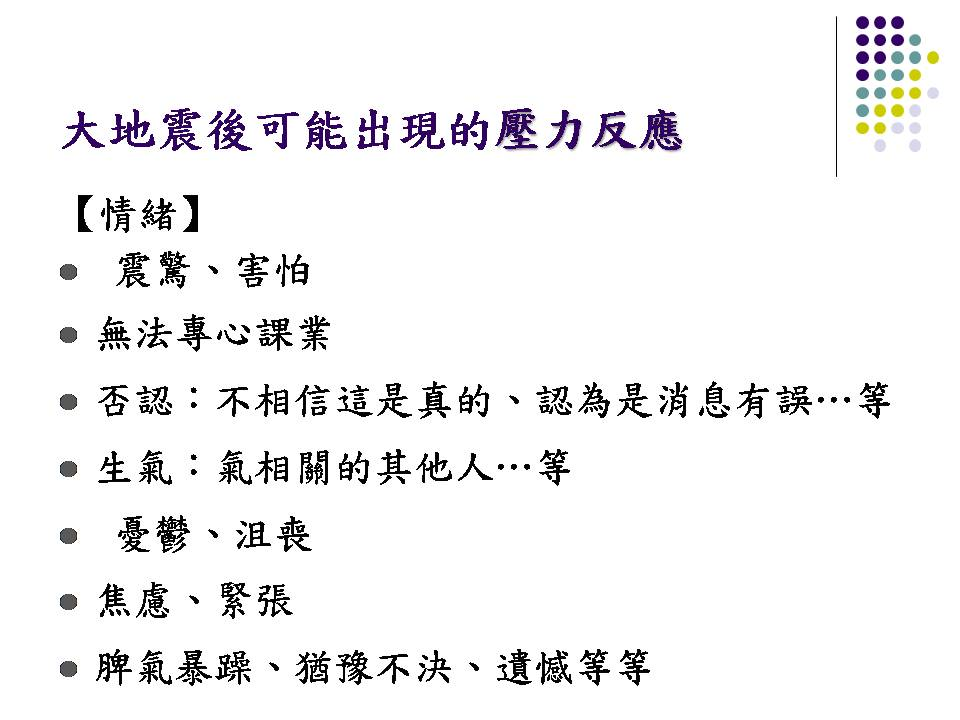 大地震後可能出現的壓力反應
【情緒】
● 震驚、害怕
● 無法專心課業
● 否認：不相信這是真的、認為是消息有誤…等
● 生氣：氣相關的其他人…等
● 憂鬱、沮喪
● 焦慮、緊張
● 脾氣暴躁、猶豫不決、遺憾等等